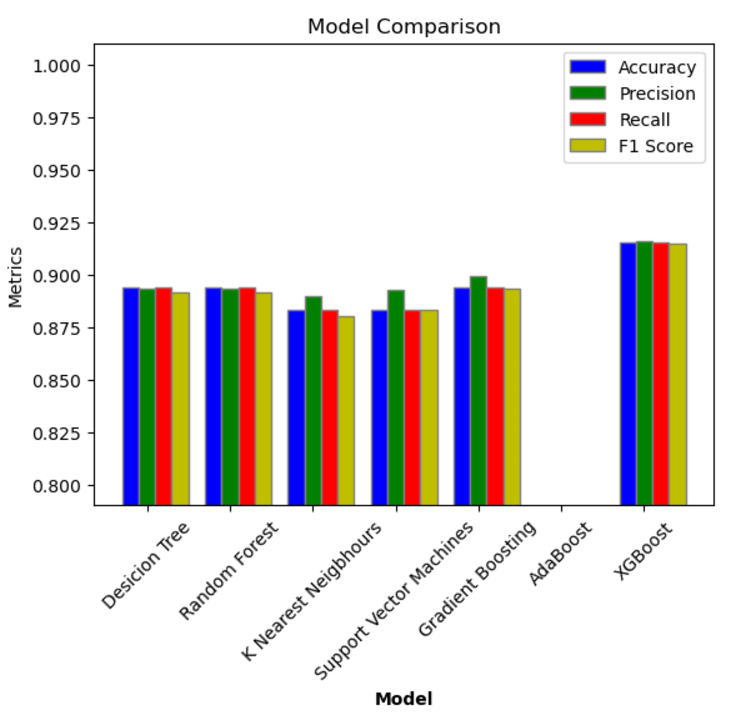 Model Comparison
1.000
0.975
0.950
0.925
0.900
0.875
0.850
0.825
0.800
Metrics
Accuracy
Precision
Recall
F1 Score
Desicion Tree
Random Forest
K Nearest Neigbhours
Support Vector Machines
Gradient Boosting
AdaBoost
XGBoost
Model